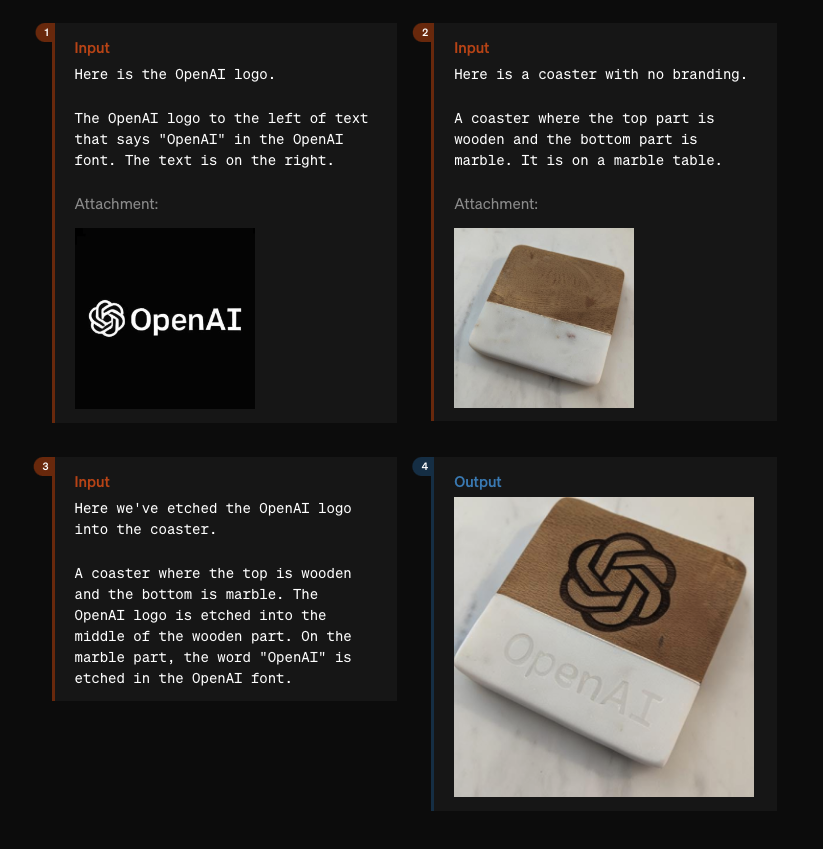 1
Input
Here is the OpenAI logo.
The OpenAI logo to the left of text
that says "OpenAI" in the OpenAI
font. The text is on the right.
Attachment:
OpenAI
2
Input
Here is a coaster with no branding.
A coaster where the top part is
wooden and the bottom part is
marble. It is on a marble table.
Attachment:
3
Input
Here we've etched the OpenAI logo
into the coaster.
A coaster where the top is wooden
and the bottom is marble. The
OpenAI logo is etched into the
middle of the wooden part. On the
marble part, the word "OpenAI" is
etched in the OpenAI font.
4
Output
OpenAI